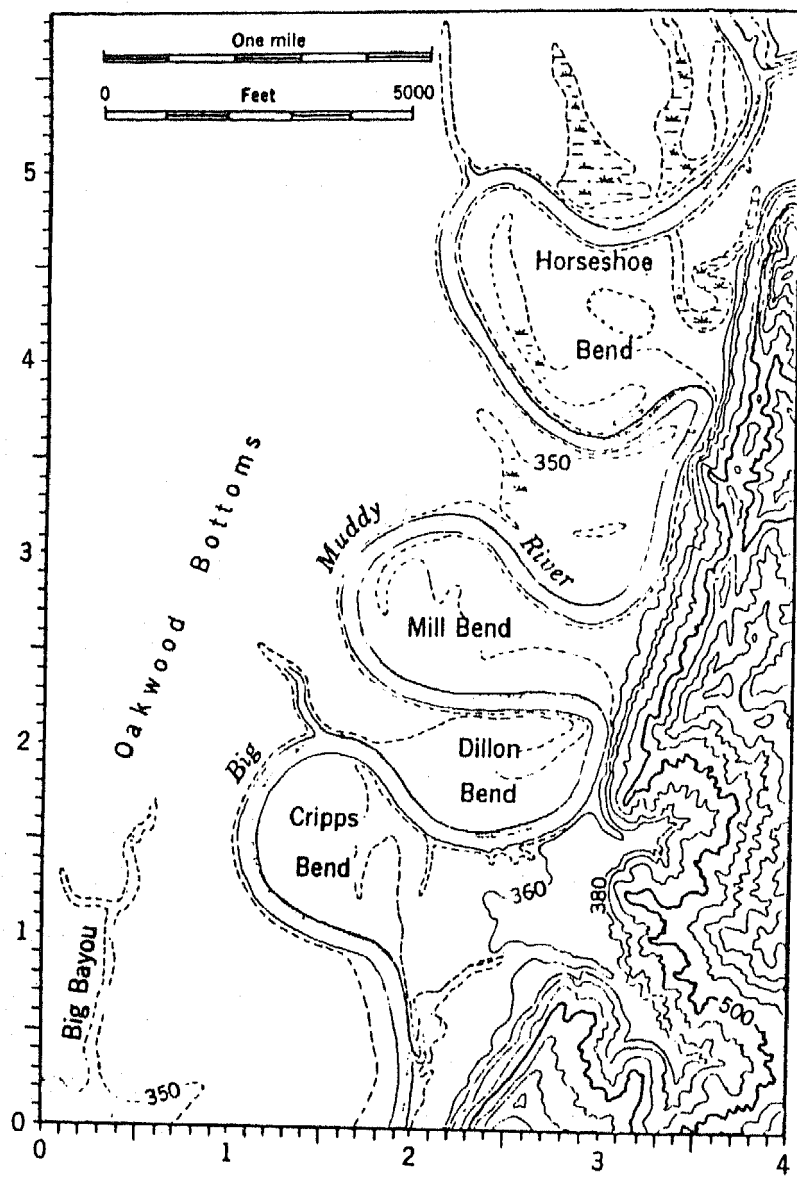 One mile
0 Feet 5000
5
Horseshoe
Bend
4
350
Oakwood Bottoms
Muddy
River
3
Mill Bend
2
Big
Dillon
Bend
Cripps
Bend
360
380
1
Big Bayou
500
350
0
0 1 2 3 4